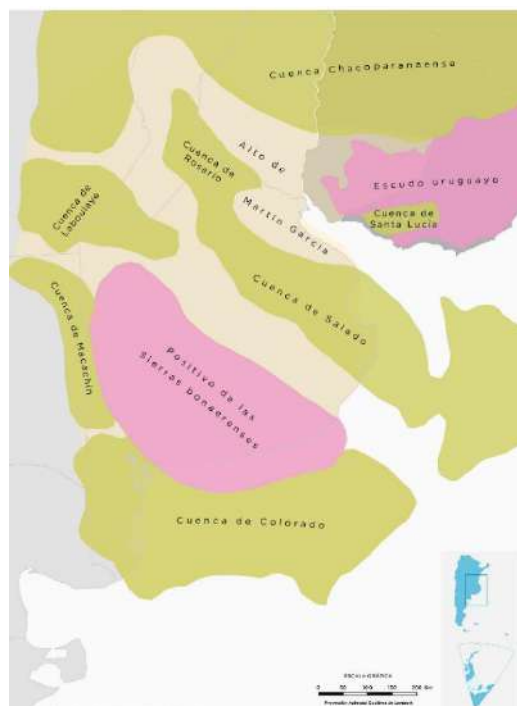 Cuenca Chacoparanaense
Cuenca de
Rosario
Alto de
Escudo uruguayo
Cuenca de
Laboulaye
Martín García
Cuenca de
Santa Lucía
Cuenca de Macachín
Cuenca de Salado
Positivo de las
Sierras bonaerenses
Cuenca de Colorado
ESCALA GRÁFICA
0 50 100 150 200 Km